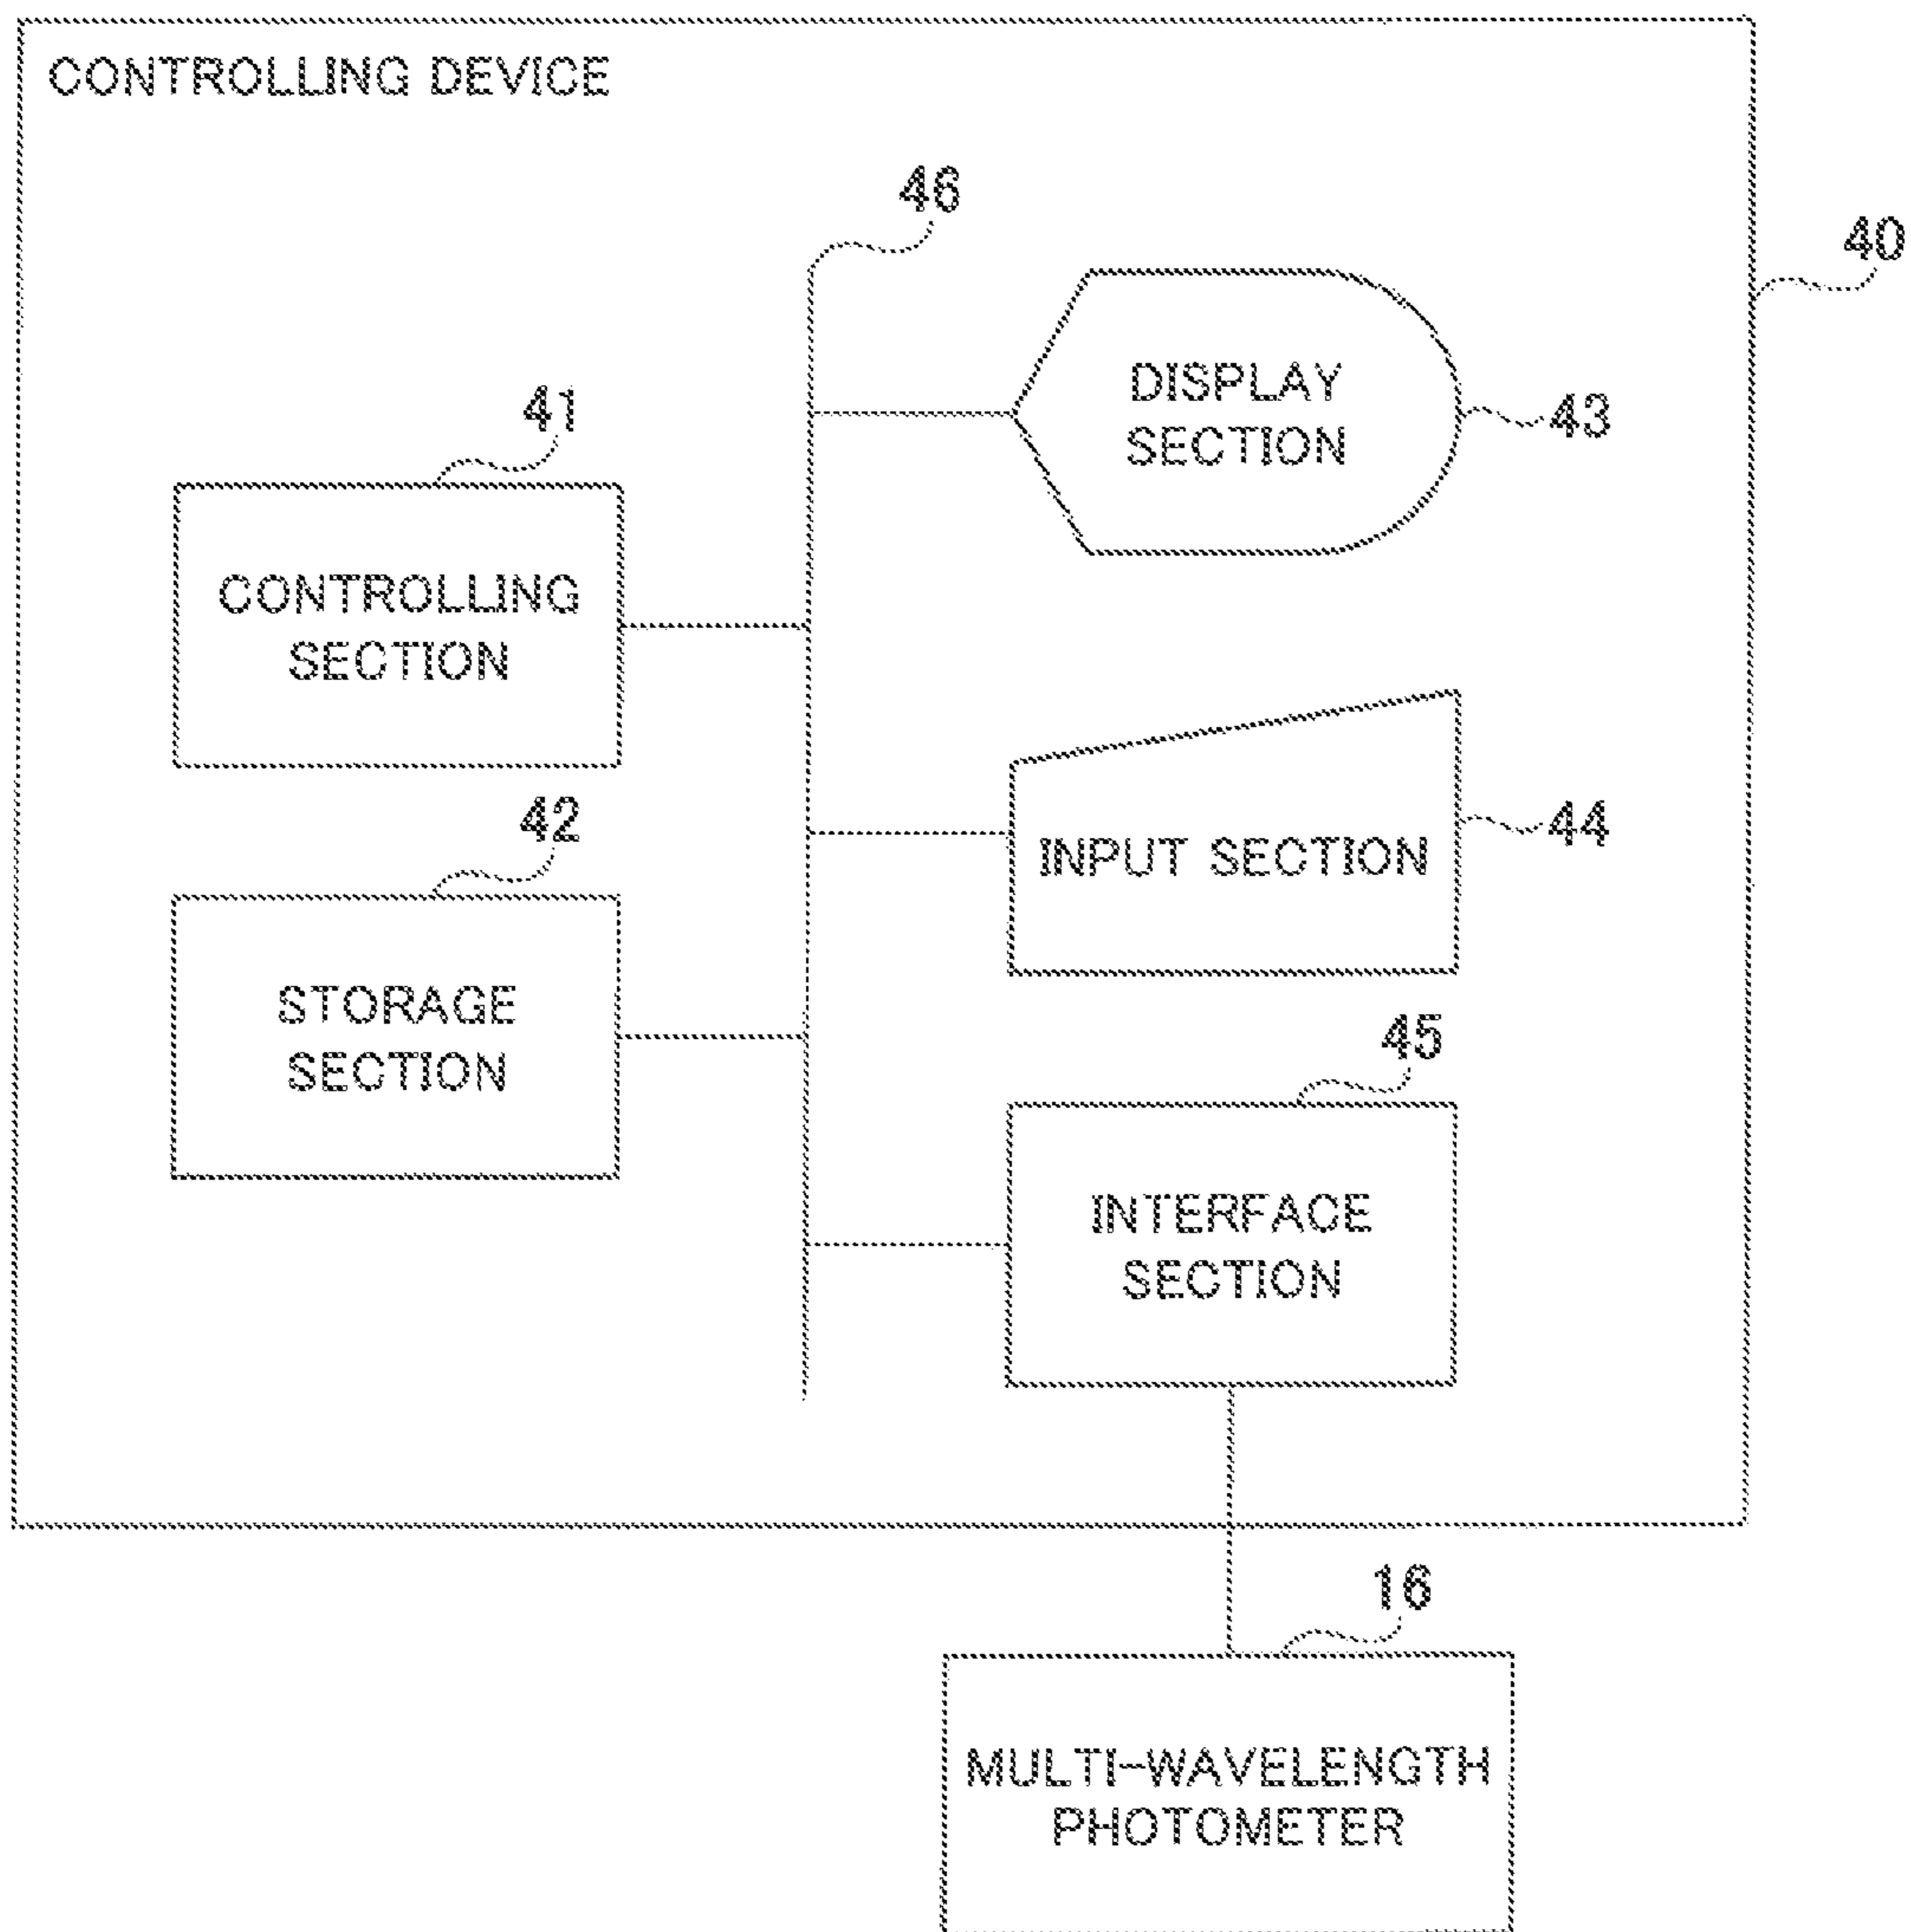 CONTROLLING DEVICE
46
40
DISPLAY
SECTION
43
41
CONTROLLING
SECTION
44
INPUT SECTION
42
STORAGE
SECTION
45
INTERFACE
SECTION
16
MULTI-WAVELENGTH
PHOTOMETER